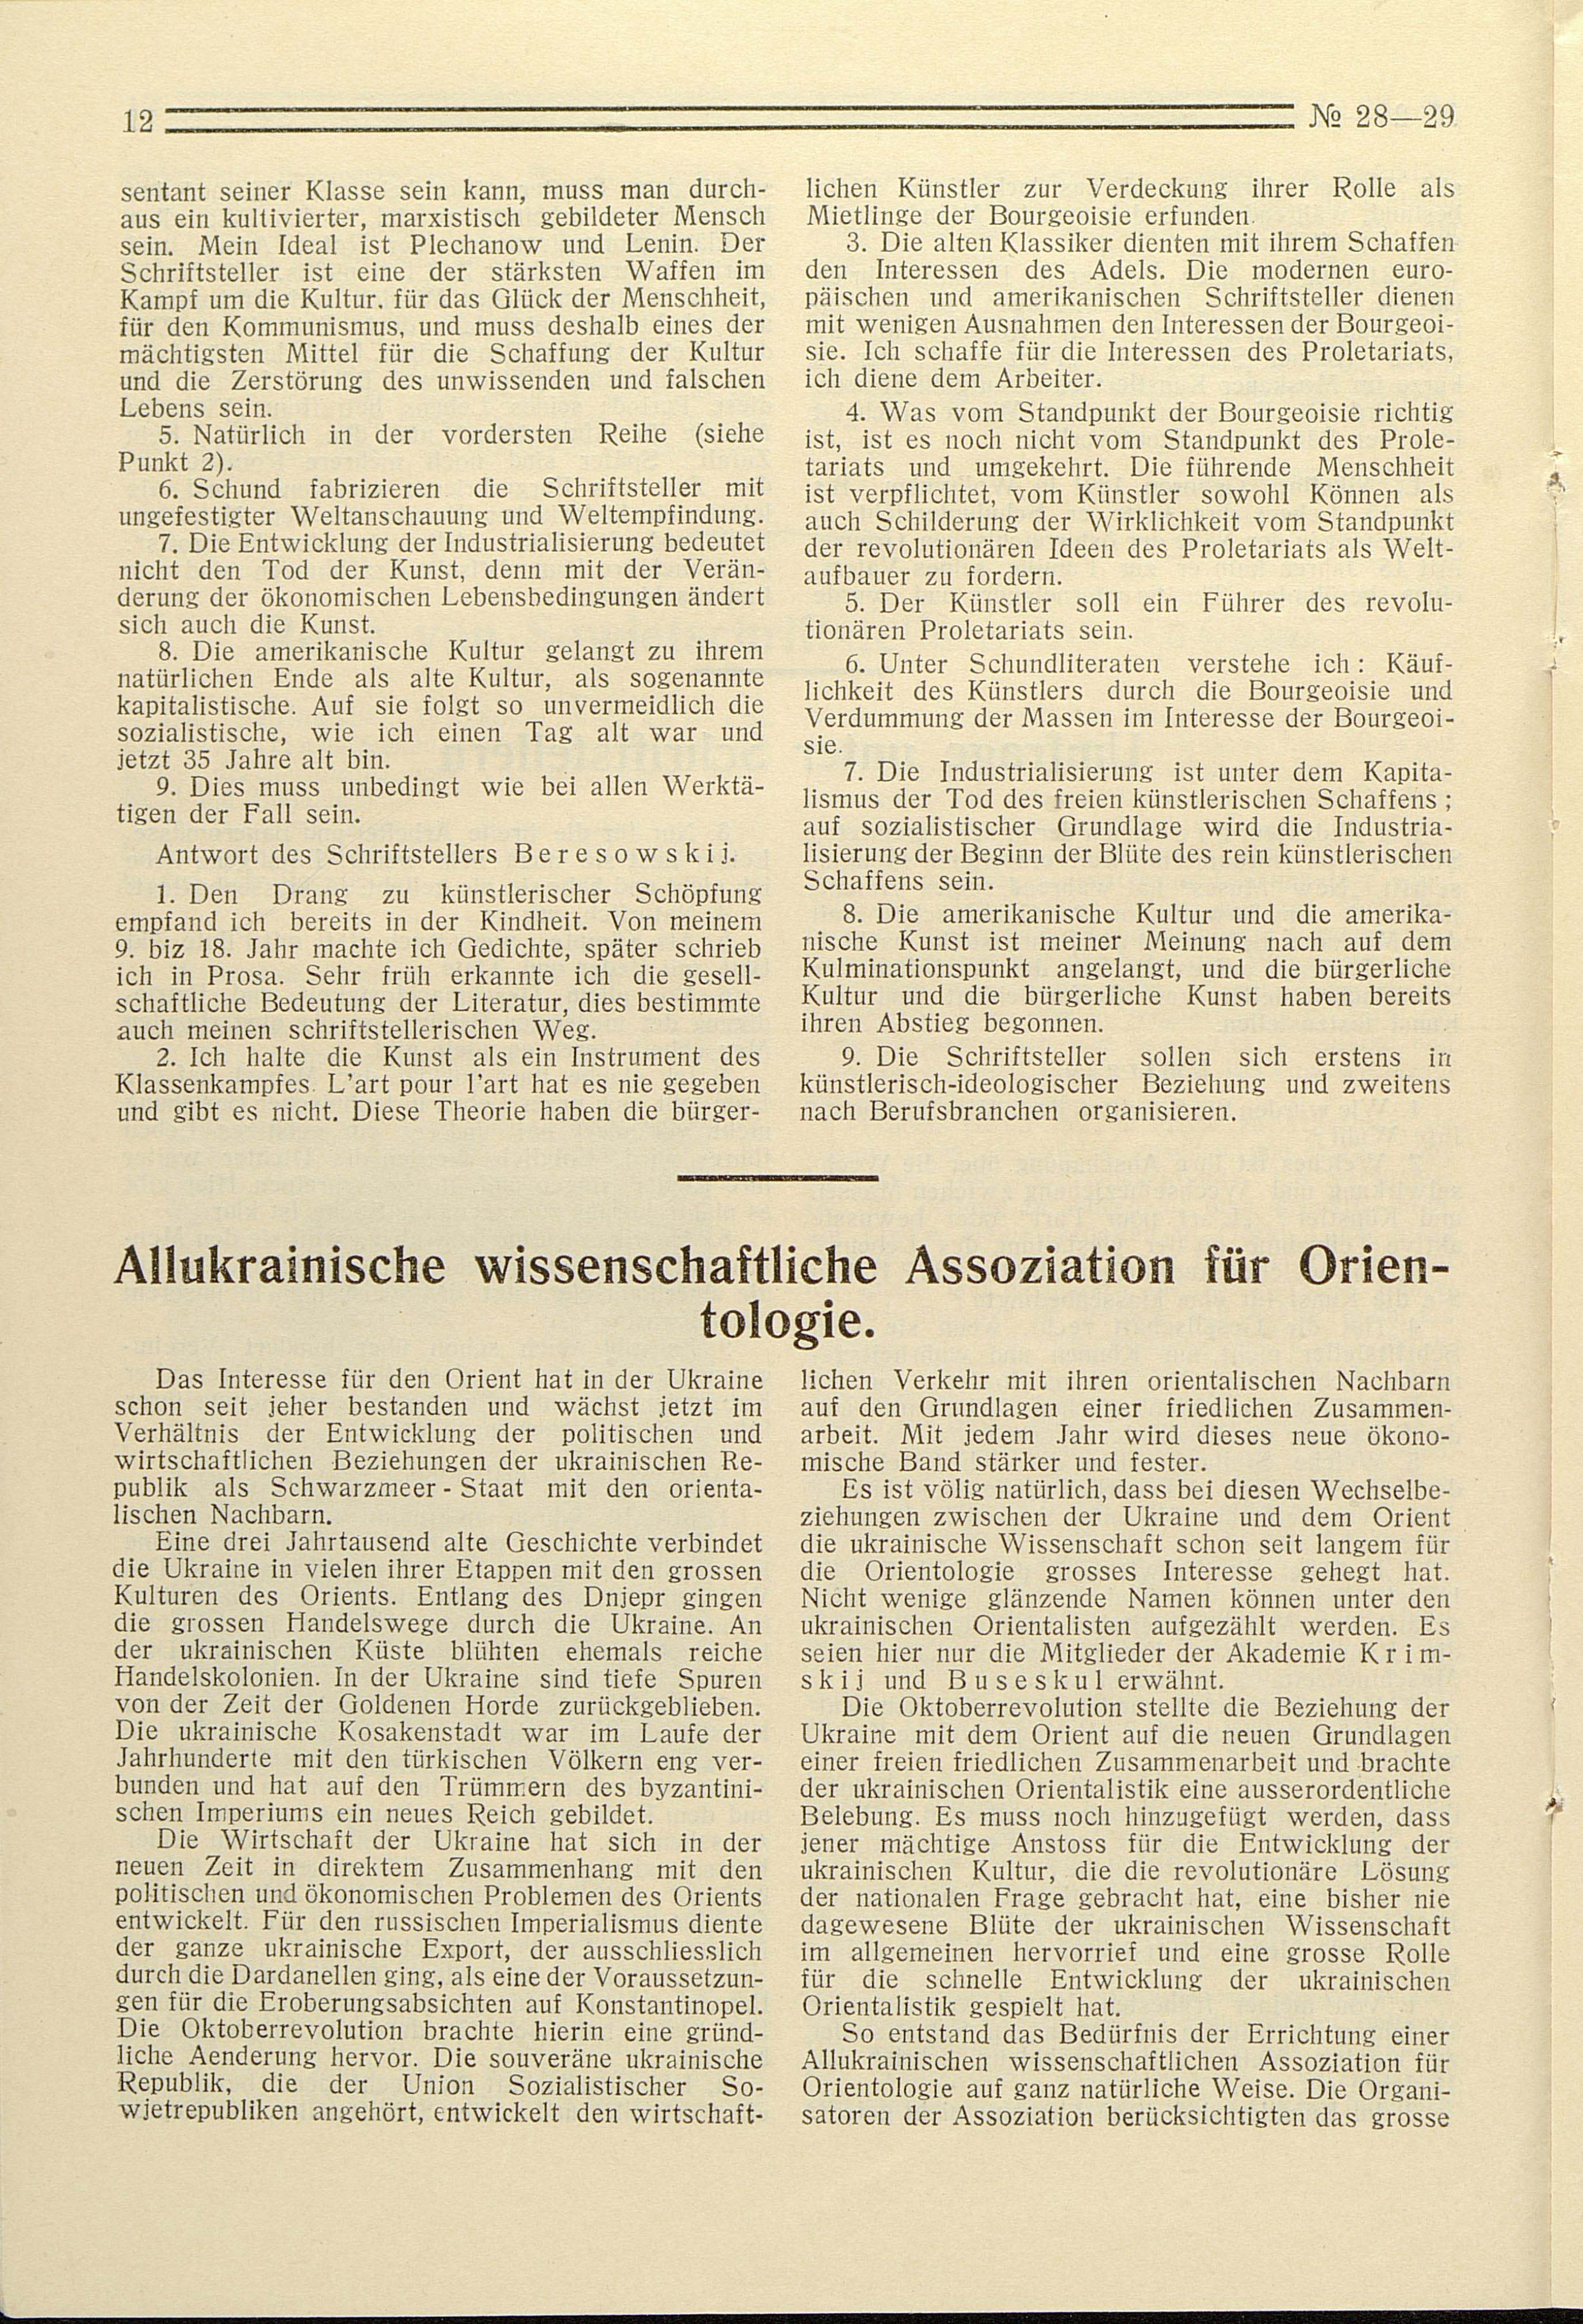 12
№ 28—29
sentant seiner Klasse sein kann, muss man durch-
aus ein kultivierter, marxistisch gebildeter Mensch
sein. Mein Ideal ist Plechanow und Lenin. Der
Schriftsteller ist eine der stärksten Waffen im
Kampf um die Kultur. für das Glück der Menschheit,
für den Kommunismus, und muss deshalb eines der
mächtigsten Mittel für die Schaffung der Kultur
und die Zerstörung des unwissenden und falschen
Lebens sein.
5. Natürlich in der vordersten Reihe (siehe
Punkt 2).
6. Schund fabrizieren die Schriftsteller mit
ungefestigter Weltanschauung und Weltempfindung.
7. Die Entwicklung der Industrialisierung bedeutet
nicht den Tod der Kunst, denn mit der Verän-
derung der ökonomischen Lebensbedingungen ändert
sich auch die Kunst.
8. Die amerikanische Kultur gelangt zu ihrem
natürlichen Ende als alte Kultur, als sogenannte
kapitalistische. Auf sie folgt so unvermeidlich die
sozialistische, wie ich einen Tag alt war und
jetzt 35 Jahre alt bin.
9. Dies muss unbedingt wie bei allen Werktä-
tigen der Fall sein.
Antwort des Schriftstellers Beresowskij.
1. Den Drang zu künstlerischer Schöpfung
empfand ich bereits in der Kindheit. Von meinem
9. biz 18. Jahr machte ich Gedichte, später schrieb
ich in Prosa. Sehr früh erkannte ich die gesell-
schaftliche Bedeutung der Literatur, dies bestimmte
auch meinen schriftstellerischen Weg.
2. Ich halte die Kunst als ein Instrument des
Klassenkampfes. L'art pour l'art hat es nie gegeben
und gibt es nicht. Diese Theorie haben die bürger-
lichen Künstler zur Verdeckung ihrer Rolle als
Mietlinge der Bourgeoisie erfunden.
3. Die alten Klassiker dienten mit ihrem Schaffen
den Interessen des Adels. Die modernen euro-
päischen und amerikanischen Schriftsteller dienen
mit wenigen Ausnahmen den Interessen der Bourgeoi-
sie. Ich schaffe für die Interessen des Proletariats,
ich diene dem Arbeiter.
4. Was vom Standpunkt der Bourgeoisie richtig
ist, ist es noch nicht vom Standpunkt des Prole-
tariats und umgekehrt. Die führende Menschheit
ist verpflichtet, vom Künstler sowohl Können als
auch Schilderung der Wirklichkeit vom Standpunkt
der revolutionären Ideen des Proletariats als Welt-
aufbauer zu fordern.
5. Der Künstler soll ein Führer des revolu-
tionären Proletariats sein.
6. Unter Schundliteraten verstehe ich: Käuf-
lichkeit des Künstlers durch die Bourgeoisie und
Verdummung der Massen im Interesse der Bourgeoi-
sie.
7. Die Industrialisierung ist unter dem Kapita-
lismus der Tod des freien künstlerischen Schaffens;
auf sozialistischer Grundlage wird die Industria-
lisierung der Beginn der Blüte des rein künstlerischen
Schaffens sein.
8. Die amerikanische Kultur und die amerika-
nische Kunst ist meiner Meinung nach auf dem
Kulminationspunkt angelangt, und die bürgerliche
Kultur und die bürgerliche Kunst haben bereits
ihren Abstieg begonnen.
9. Die Schriftsteller sollen sich erstens in
künstlerisch-ideologischer Beziehung und zweitens
nach Berufsbranchen organisieren.
Allukrainische wissenschaftliche Assoziation für Orien-
tologie.
Das Interesse für den Orient hat in der Ukraine
schon seit jeher bestanden und wächst jetzt im
Verhältnis der Entwicklung der politischen und
wirtschaftlichen Beziehungen der ukrainischen Re-
publik als Schwarzmeer-Staat mit den orienta-
lischen Nachbarn.
Eine drei Jahrtausend alte Geschichte verbindet
die Ukraine in vielen ihrer Etappen mit den grossen
Kulturen des Orients. Entlang des Dnjepr gingen
die grossen Handelswege durch die Ukraine. An
der ukrainischen Küste blühten ehemals reiche
Handelskolonien. In der Ukraine sind tiefe Spuren
von der Zeit der Goldenen Horde zurückgeblieben.
Die ukrainische Kosakenstadt war im Laufe der
Jahrhunderte mit den türkischen Völkern eng ver-
bunden und hat auf den Trümmern des byzantini-
schen Imperiums ein neues Reich gebildet.
Die Wirtschaft der Ukraine hat sich in der
neuen Zeit in direktem Zusammenhang mit den
politischen und ökonomischen Problemen des Orients
entwickelt. Für den russischen Imperialismus diente
der ganze ukrainische Export, der ausschliesslich
durch die Dardanellen ging, als eine der Voraussetzun-
gen für die Eroberungsabsichten auf Konstantinopel.
Die Oktoberrevolution brachte hierin eine gründ-
liche Aenderung hervor. Die souveräne ukrainische
Republik, die der Union Sozialistischer So-
wjetrepubliken angehört, entwickelt den wirtschaft-
lichen Verkehr mit ihren orientalischen Nachbarn
auf den Grundlagen einer friedlichen Zusammen-
arbeit. Mit jedem Jahr wird dieses neue ökono-
mische Band stärker und fester.
Es ist völig natürlich, dass bei diesen Wechselbe-
ziehungen zwischen der Ukraine und dem Orient
die ukrainische Wissenschaft schon seit langem für
die Orientologie grosses Interesse gehegt hat.
Nicht wenige glänzende Namen können unter den
ukrainischen Orientalisten aufgezählt werden. Es
seien hier nur die Mitglieder der Akademie Krim-
skij und Buseskul erwähnt.
Die Oktoberrevolution stellte die Beziehung der
Ukraine mit dem Orient auf die neuen Grundlagen
einer freien friedlichen Zusammenarbeit und brachte
der ukrainischen Orientalistik eine ausserordentliche
Belebung. Es muss noch hinzugefügt werden, dass
jener mächtige Anstoss für die Entwicklung der
ukrainischen Kultur, die die revolutionäre Lösung
der nationalen Frage gebracht hat, eine bisher nie
dagewesene Blüte der ukrainischen Wissenschaft
im allgemeinen hervorrief und eine grosse Rolle
für die schnelle Entwicklung der ukrainischen
Orientalistik gespielt hat.
So entstand das Bedürfnis der Errichtung einer
Allukrainischen wissenschaftlichen Assoziation für
Orientologie auf ganz natürliche Weise. Die Organi-
satoren der Assoziation berücksichtigten das grosse